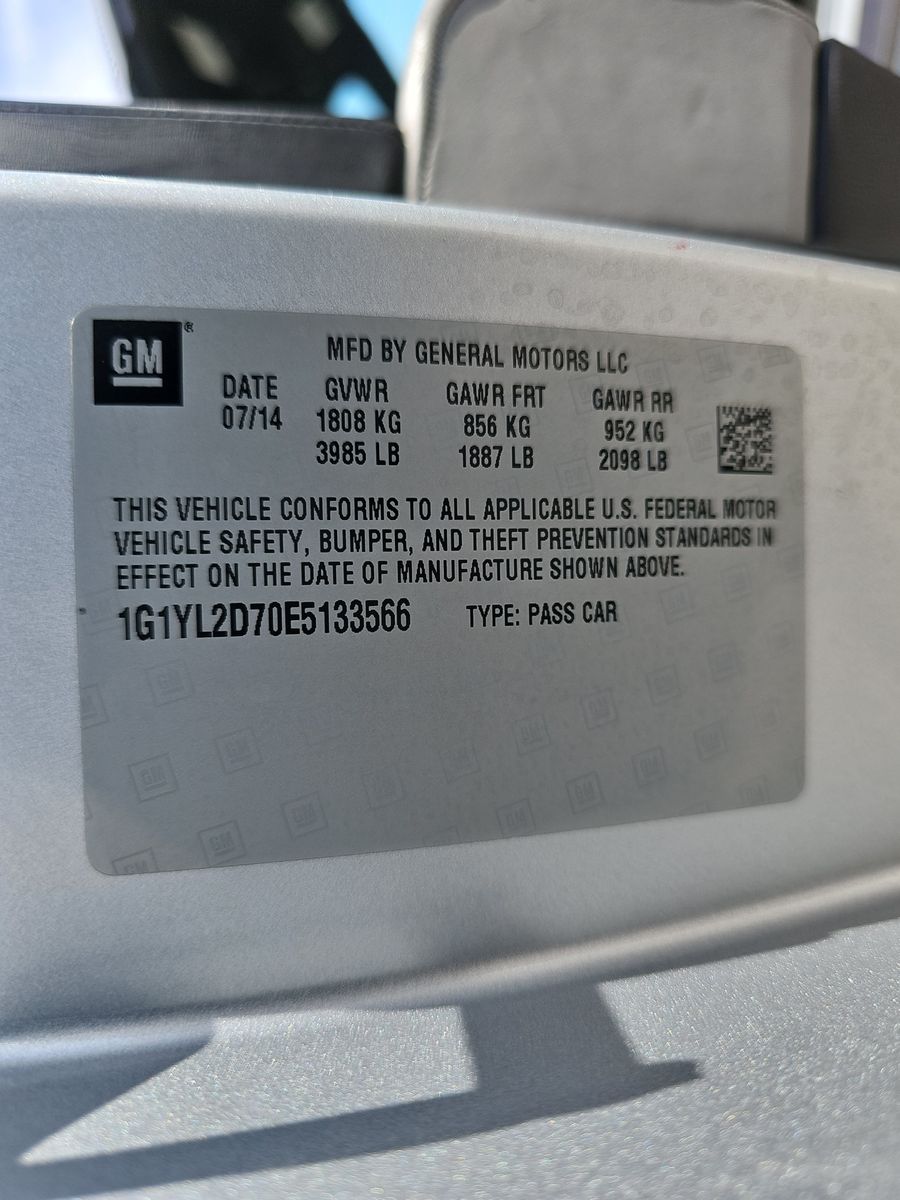 GM®
MFD BY GENERAL MOTORS LLC
DATE GVWR GAWR FRT GAWR RR
07/14 1808 KG 856 KG 952 KG
3985 LB 1887 LB 2098 LB
THIS VEHICLE CONFORMS TO ALL APPLICABLE U.S. FEDERAL MOTOR
VEHICLE SAFETY, BUMPER, AND THEFT PREVENTION STANDARDS IN
EFFECT ON THE DATE OF MANUFACTURE SHOWN ABOVE.
1G1YL2D70E5133566 TYPE: PASS CAR